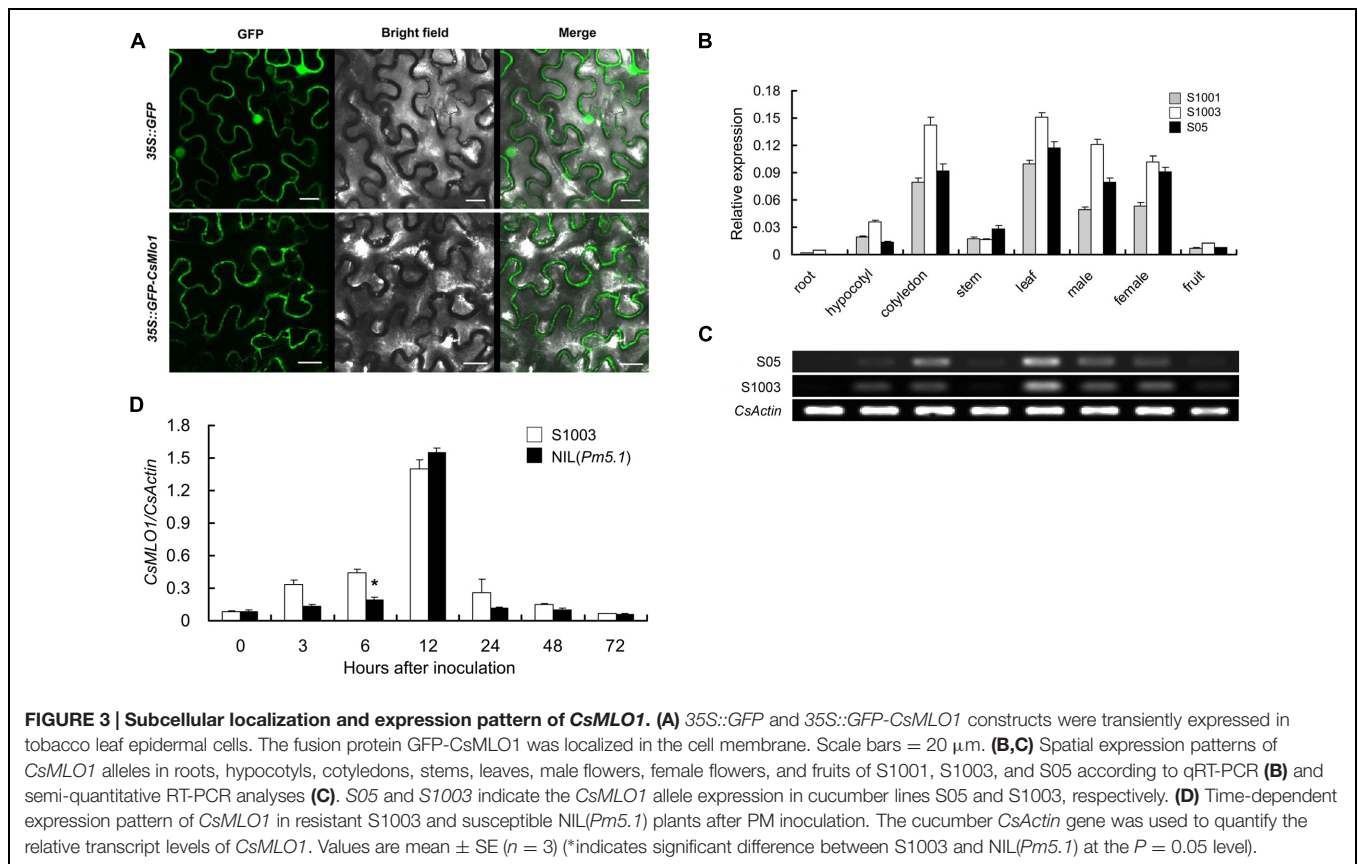 A
GFP
Bright field
Merge
35S::GFP
35S::GFP-CsMlo1
B
Relative expression
0.18
0.15
0.12
0.09
0.06
0.03
0
S1001
S1003
S05
root
hypocotyl
cotyledon
stem
leaf
male
female
fruit
C
S05
S1003
CsActin
D
CsMLO1/CsActin
1.8
1.5
1.2
0.9
0.6
0.3
0
S1003
NIL(Pm5.1)
*
0 3 6 12 24 48 72
Hours after inoculation
FIGURE 3 | Subcellular localization and expression pattern of CsMLO1. (A) 35S::GFP and 35S::GFP-CsMLO1 constructs were transiently expressed in
tobacco leaf epidermal cells. The fusion protein GFP-CsMLO1 was localized in the cell membrane. Scale bars = 20 μm. (B,C) Spatial expression patterns of
CsMLO1 alleles in roots, hypocotyls, cotyledons, stems, leaves, male flowers, female flowers, and fruits of S1001, S1003, and S05 according to qRT-PCR (B) and
semi-quantitative RT-PCR analyses (C). S05 and S1003 indicate the CsMLO1 allele expression in cucumber lines S05 and S1003, respectively. (D) Time-dependent
expression pattern of CsMLO1 in resistant S1003 and susceptible NIL(Pm5.1) plants after PM inoculation. The cucumber CsActin gene was used to quantify the
relative transcript levels of CsMLO1. Values are mean ± SE (n = 3) (*indicates significant difference between S1003 and NIL(Pm5.1) at the P = 0.05 level).